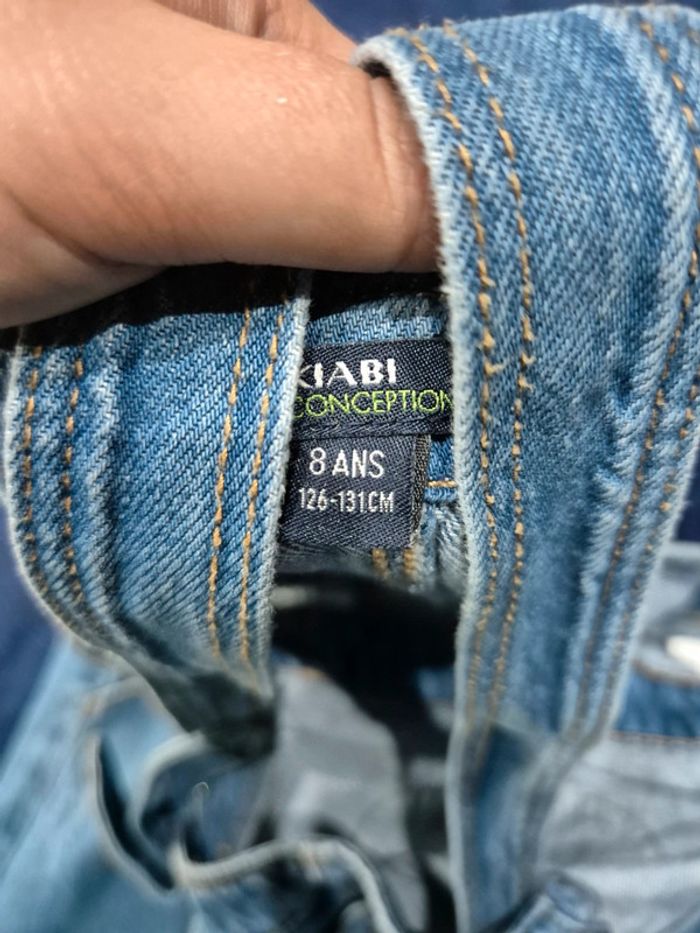 KIABI
CONCEPTION
8 ANS
126-131CM